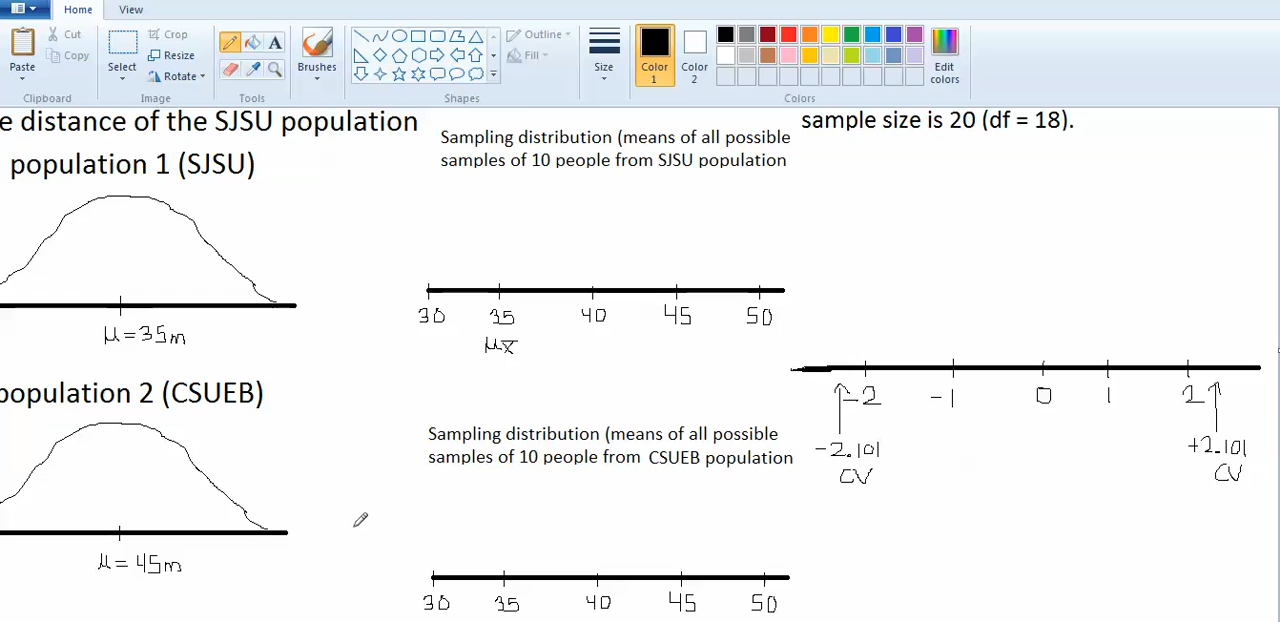 Home View
Cut
Copy
Paste
Clipboard
Select
Crop
Resize
Rotate
Image
A
Tools
Brushes
Shapes
Outline
Fill
Size
Color 1
Color 2
Edit colors
Colors
e distance of the SJSU population
population 1 (SJSU)
μ = 35m
population 2 (CSUEB)
μ = 45m
Sampling distribution (means of all possible
samples of 10 people from SJSU population
30 35 40 45 50
μx̄
Sampling distribution (means of all possible
samples of 10 people from CSUEB population
30 35 40 45 50
sample size is 20 (df = 18).
-2 -1 0 1 2
-2.101 +2.101
CV CV